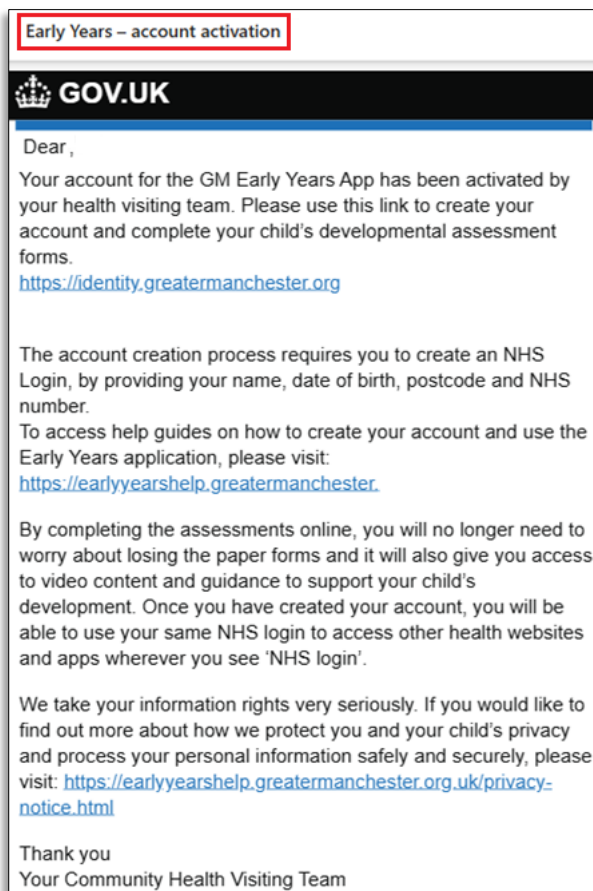 Early Years – account activation
GOV.UK
Dear ,
Your account for the GM Early Years App has been activated by
your health visiting team. Please use this link to create your
account and complete your child’s developmental assessment
forms.
https://identity.greatermanchester.org
The account creation process requires you to create an NHS
Login, by providing your name, date of birth, postcode and NHS
number.
To access help guides on how to create your account and use the
Early Years application, please visit:
https://earlyyearshelp.greatermanchester.
By completing the assessments online, you will no longer need to
worry about losing the paper forms and it will also give you access
to video content and guidance to support your child’s
development. Once you have created your account, you will be
able to use your same NHS login to access other health websites
and apps wherever you see ‘NHS login’.
We take your information rights very seriously. If you would like to
find out more about how we protect you and your child’s privacy
and process your personal information safely and securely, please
visit: https://earlyyearshelp.greatermanchester.org.uk/privacy-
notice.html
Thank you
Your Community Health Visiting Team